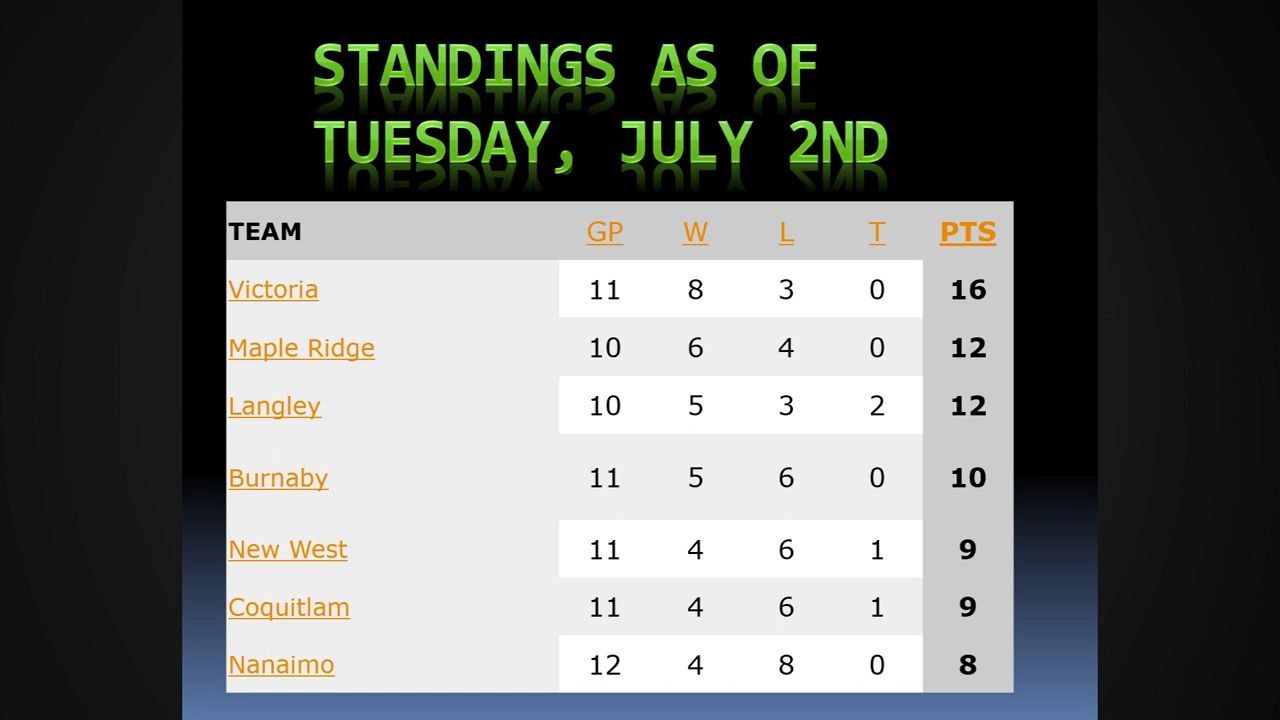 STANDINGS AS OF
TUESDAY, JULY 2ND
TEAM GP W L T PTS
Victoria 11 8 3 0 16
Maple Ridge 10 6 4 0 12
Langley 10 5 3 2 12
Burnaby 11 5 6 0 10
New West 11 4 6 1 9
Coquitlam 11 4 6 1 9
Nanaimo 12 4 8 0 8